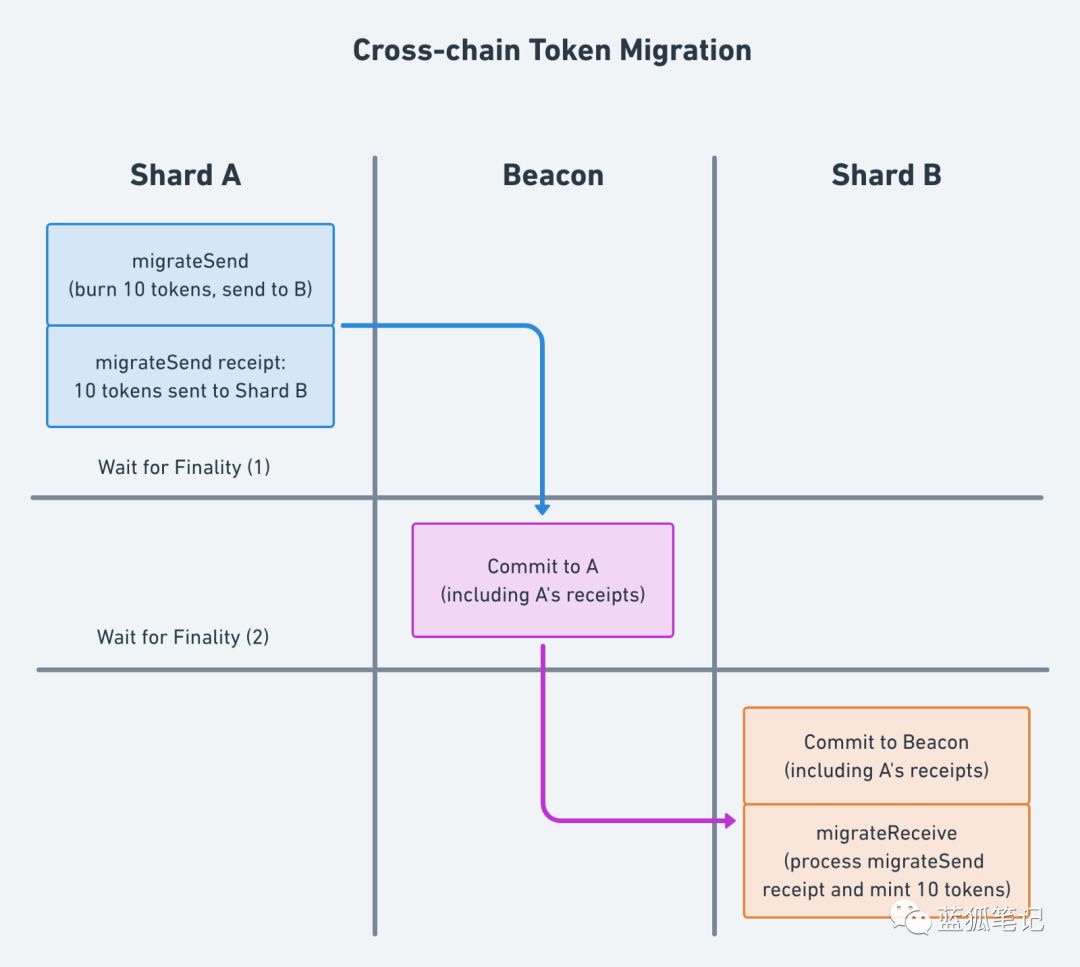 Cross-chain Token Migration
Shard A
Beacon
Shard B
migrateSend
(burn 10 tokens, send to B)
migrateSend receipt:
10 tokens sent to Shard B
Wait for Finality (1)
Commit to A
(including A's receipts)
Wait for Finality (2)
Commit to Beacon
(including A's receipts)
migrateReceive
(process migrateSend
receipt and mint 10 tokens)
蓝狐笔记